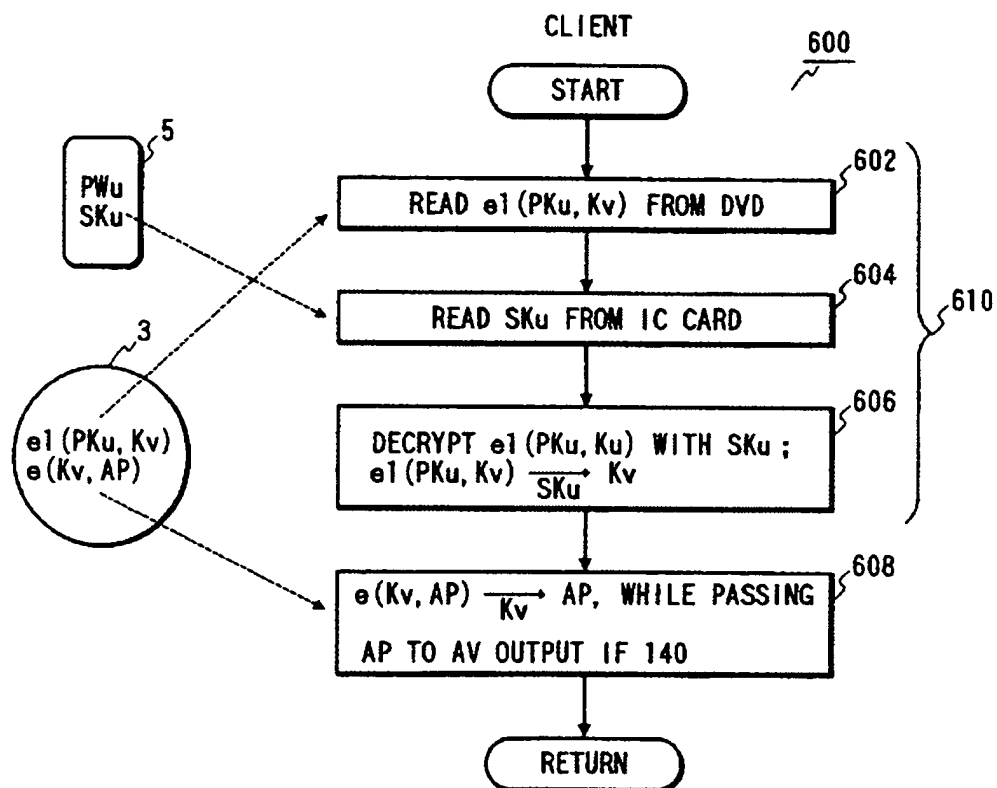 CLIENT
600
START
5
PWu
SKu
602
READ e1(PKu, Kv) FROM DVD
604
READ SKu FROM IC CARD
610
3
e1(PKu, Kv)
e(Kv, AP)
606
DECRYPT e1(PKu, Ku) WITH SKu ;
e1(PKu, Kv) → Kv
SKu
608
e(Kv, AP) → AP, WHILE PASSING
Kv
AP TO AV OUTPUT IF 140
RETURN